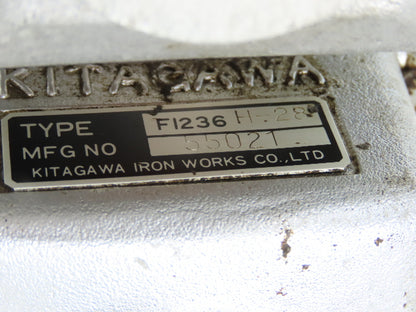 KITAGAWA
TYPE F1236 H-28
MFG NO 55021
KITAGAWA IRON WORKS CO.,LTD